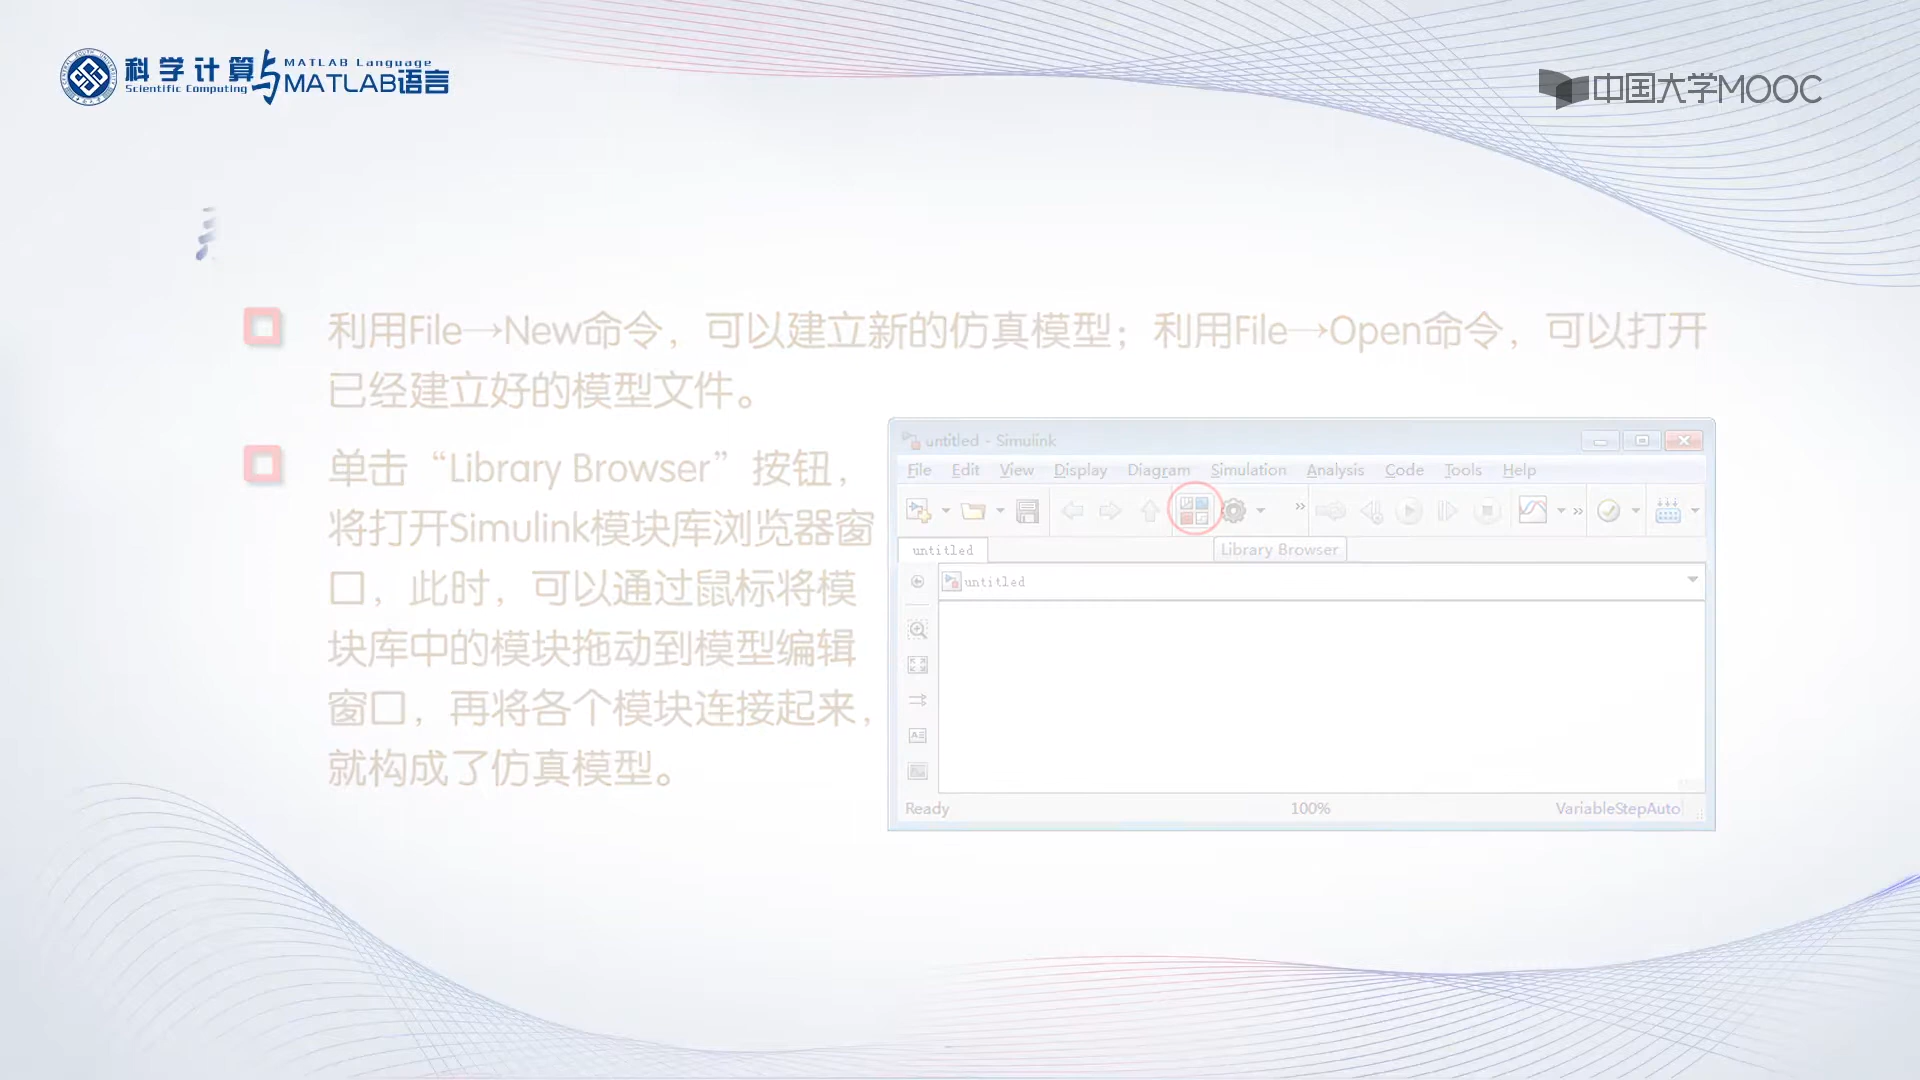 科学计算与MATLAB语言
MATLAB Language
Scientific Computing
中国大学MOOC
利用File→New命令，可以建立新的仿真模型；利用File→Open命令，可以打开
已经建立好的模型文件。
单击“Library Browser”按钮，
将打开Simulink模块库浏览器窗
口，此时，可以通过鼠标将模
块库中的模块拖动到模型编辑
窗口，再将各个模块连接起来，
就构成了仿真模型。
untitled - Simulink
File Edit View Display Diagram Simulation Analysis Code Tools Help
untitled
Library Browser
untitled
Ready 100% VariableStepAuto